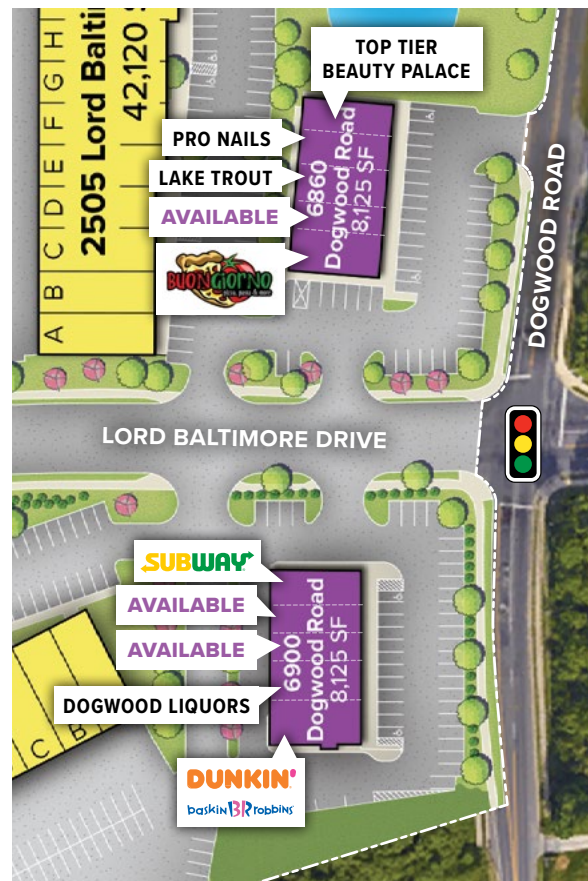 TOP TIER
BEAUTY PALACE
PRO NAILS
LAKE TROUT
AVAILABLE
BUONGIORNO
6860
Dogwood Road
8,125 SF
A B C D E F G H
2505 Lord Balti
42,120
DOGWOOD ROAD
LORD BALTIMORE DRIVE
SUBWAY
AVAILABLE
AVAILABLE
DOGWOOD LIQUORS
6900
Dogwood Road
8,125 SF
DUNKIN'
baskin BR robbins
C
B